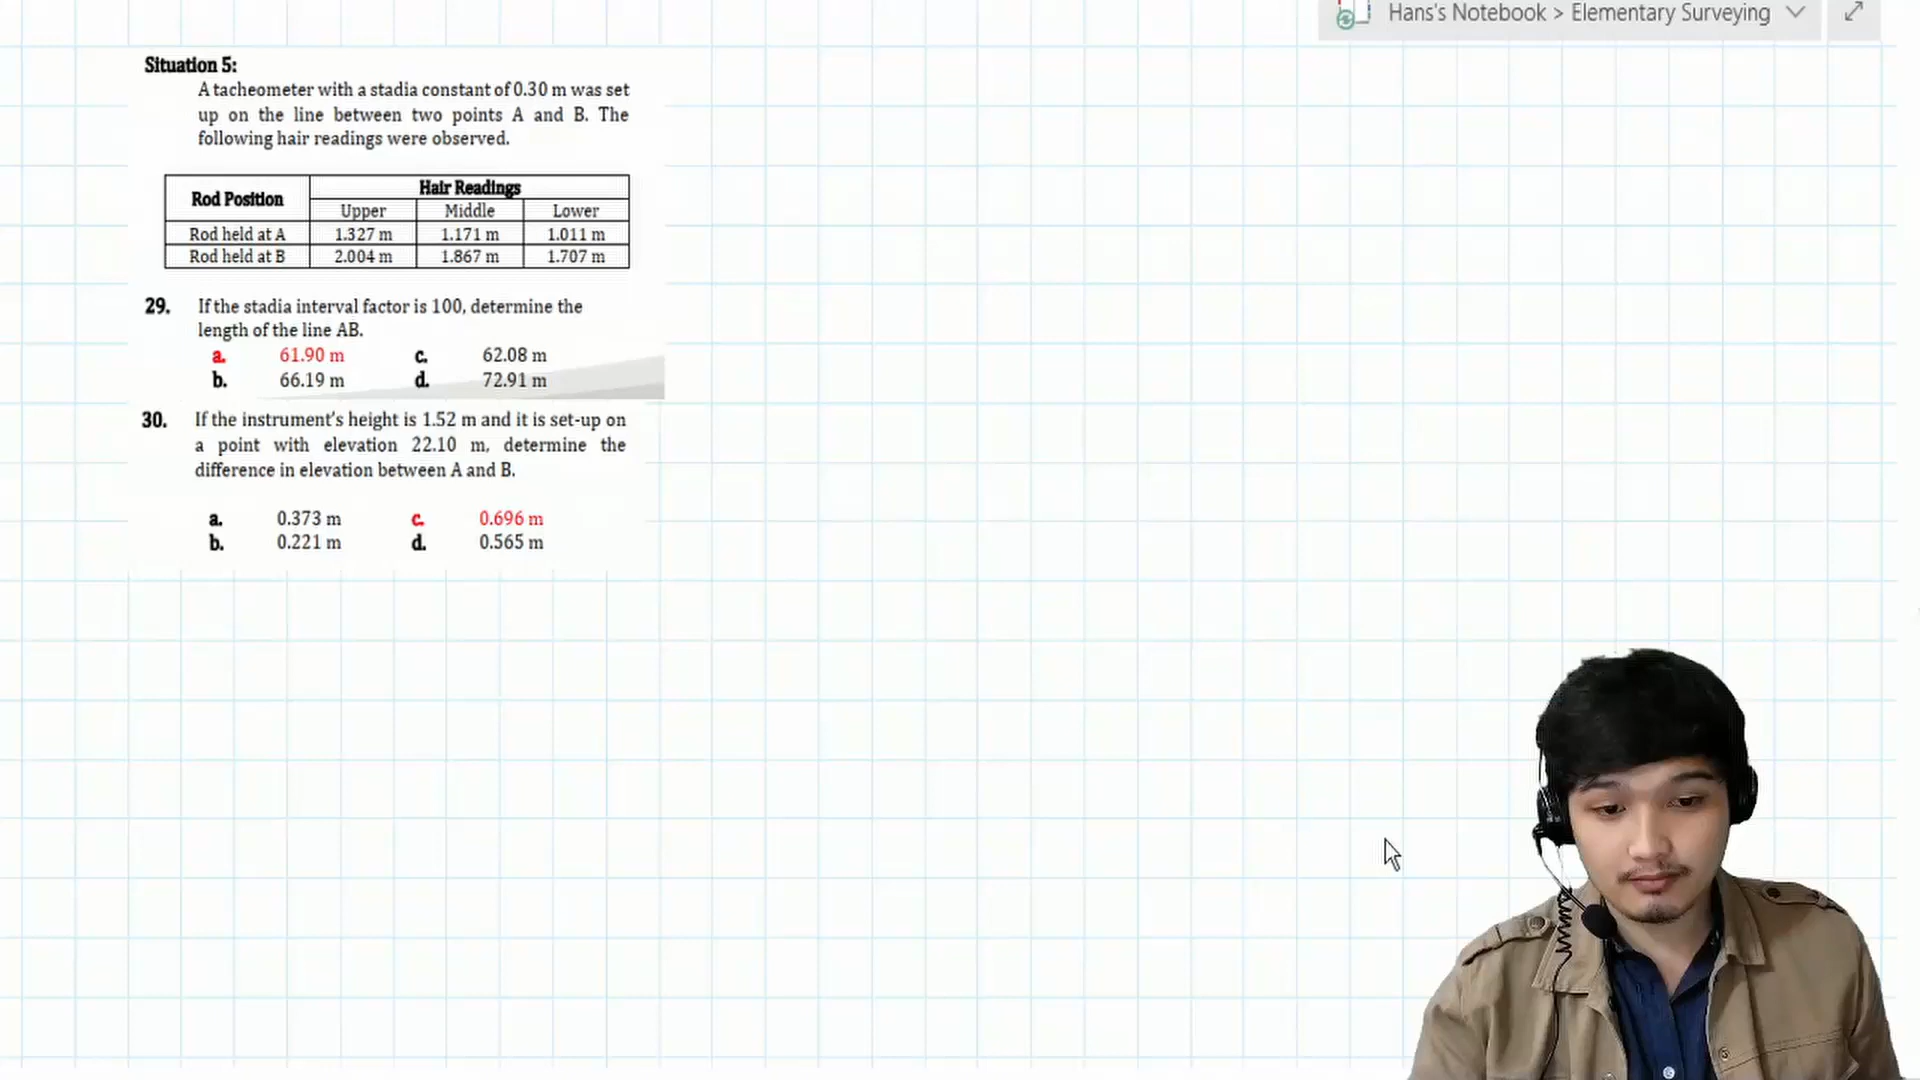 Hans's Notebook > Elementary Surveying
Situation 5:
A tacheometer with a stadia constant of 0.30 m was set
up on the line between two points A and B. The
following hair readings were observed.
Rod Position Hair Readings
Upper Middle Lower
Rod held at A 1.327 m 1.171 m 1.011 m
Rod held at B 2.004 m 1.867 m 1.707 m
29. If the stadia interval factor is 100, determine the
length of the line AB.
a. 61.90 m c. 62.08 m
b. 66.19 m d. 72.91 m
30. If the instrument's height is 1.52 m and it is set-up on
a point with elevation 22.10 m, determine the
difference in elevation between A and B.
a. 0.373 m c. 0.696 m
b. 0.221 m d. 0.565 m